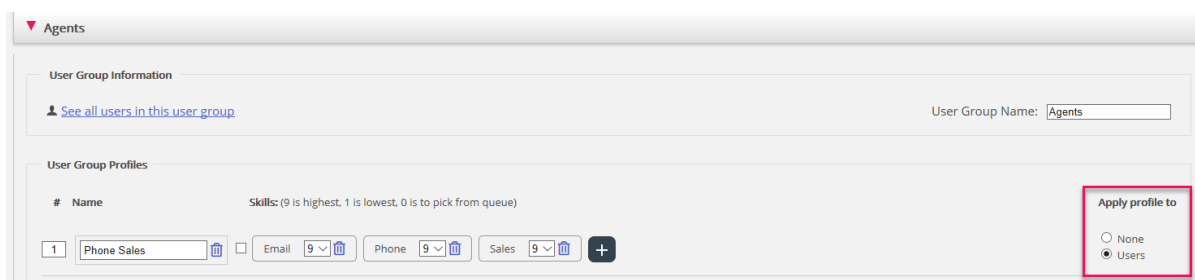 Agents
User Group Information
See all users in this user group User Group Name: Agents
User Group Profiles
# Name Skills: (9 is highest, 1 is lowest, 0 is to pick from queue) Apply profile to
1 Phone Sales Email 9 Phone 9 Sales 9 +
None
Users